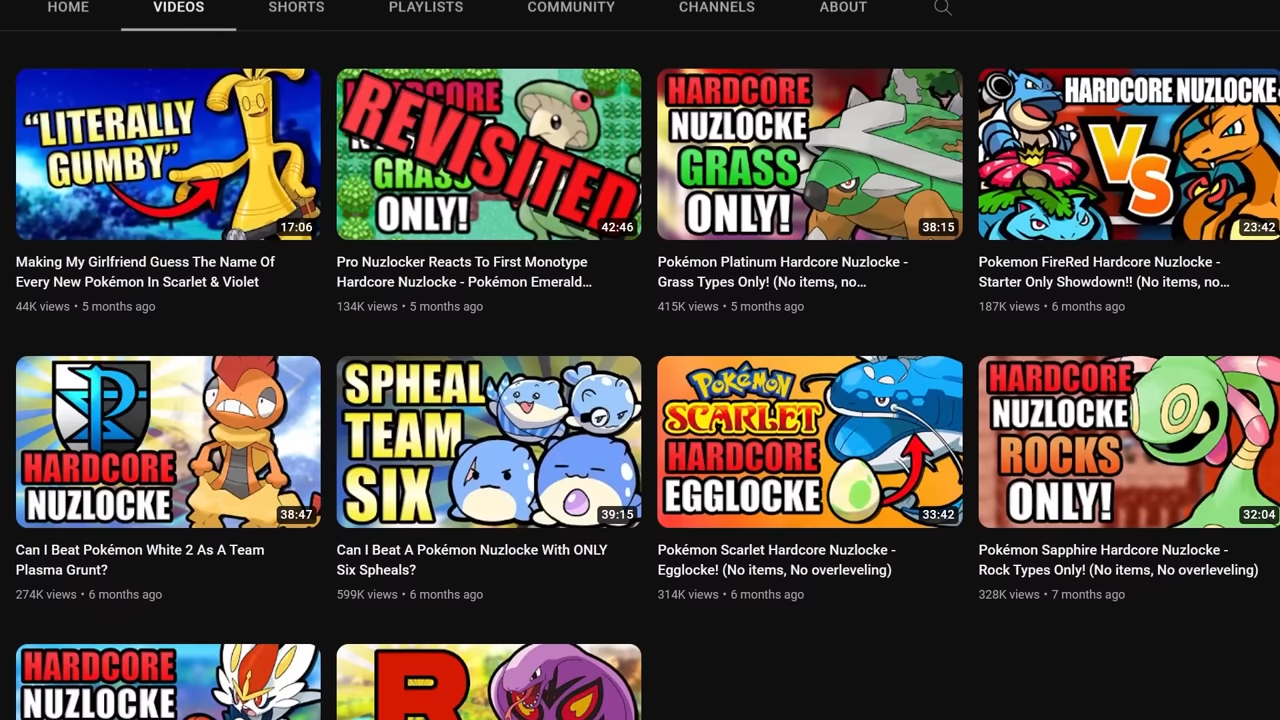 HOME
VIDEOS
SHORTS
PLAYLISTS
COMMUNITY
CHANNELS
ABOUT
“LITERALLY
GUMBY”
17:06
HARDCORE
REVISITED
GRASS
ONLY!
42:46
HARDCORE
NUZLOCKE
GRASS
ONLY!
38:15
HARDCORE NUZLOCKE
VS
23:42
Making My Girlfriend Guess The Name Of
Every New Pokémon In Scarlet & Violet
44K views • 5 months ago
Pro Nuzlocker Reacts To First Monotype
Hardcore Nuzlocke - Pokémon Emerald…
134K views • 5 months ago
Pokémon Platinum Hardcore Nuzlocke -
Grass Types Only! (No items, no…
415K views • 5 months ago
Pokemon FireRed Hardcore Nuzlocke -
Starter Only Showdown!! (No items, no…
187K views • 6 months ago
HARDCORE
NUZLOCKE
38:47
SPHEAL
TEAM
SIX
39:15
POKÉMON
SCARLET
HARDCORE
EGGLOCKE
33:42
HARDCORE
NUZLOCKE
ROCKS
ONLY!
32:04
Can I Beat Pokémon White 2 As A Team
Plasma Grunt?
274K views • 6 months ago
Can I Beat A Pokémon Nuzlocke With ONLY
Six Spheals?
599K views • 6 months ago
Pokémon Scarlet Hardcore Nuzlocke -
Egglocke! (No items, No overleveling)
314K views • 6 months ago
Pokémon Sapphire Hardcore Nuzlocke -
Rock Types Only! (No items, No overleveling)
328K views • 7 months ago
HARDCORE
NUZLOCKE
R